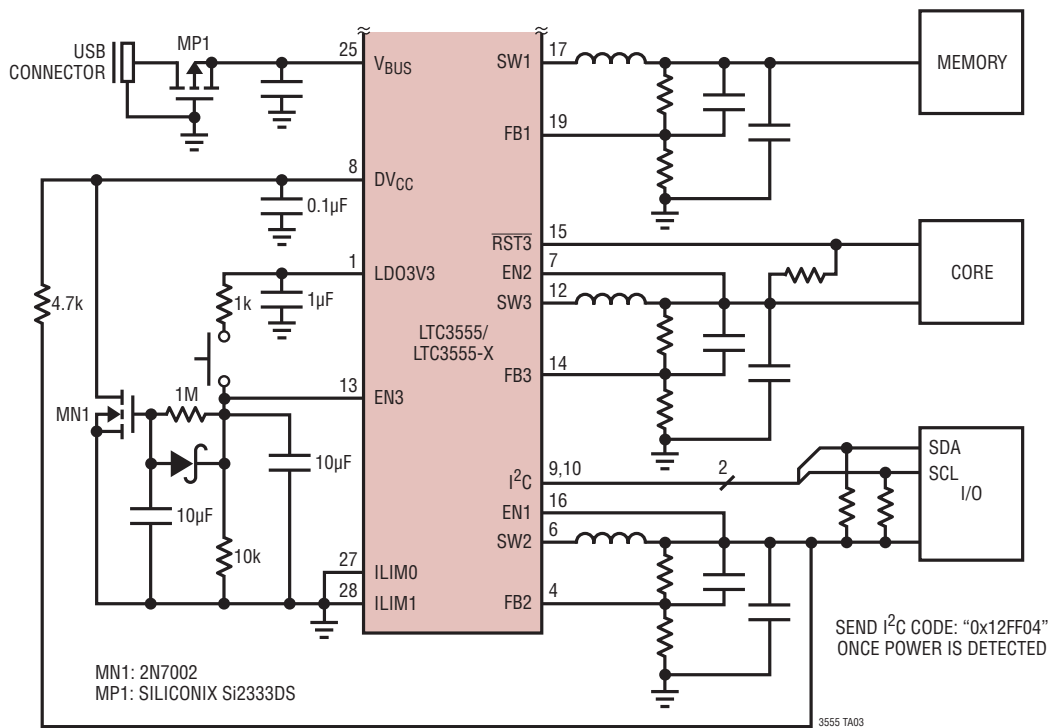 USB
CONNECTOR
MP1
25
VBUS
8
DVCC
0.1µF
1
LDO3V3
1k
1µF
4.7k
13
EN3
1M
MN1
10µF
10µF
10k
27
ILIM0
28
ILIM1
LTC3555/
LTC3555-X
SW1
17
FB1
19
MEMORY
RST3
15
EN2
7
SW3
12
FB3
14
CORE
I2C
9,10
2
EN1
16
SW2
6
FB2
4
SDA
SCL
I/O
SEND I2C CODE: “0x12FF04”
ONCE POWER IS DETECTED
MN1: 2N7002
MP1: SILICONIX Si2333DS
3555 TA03